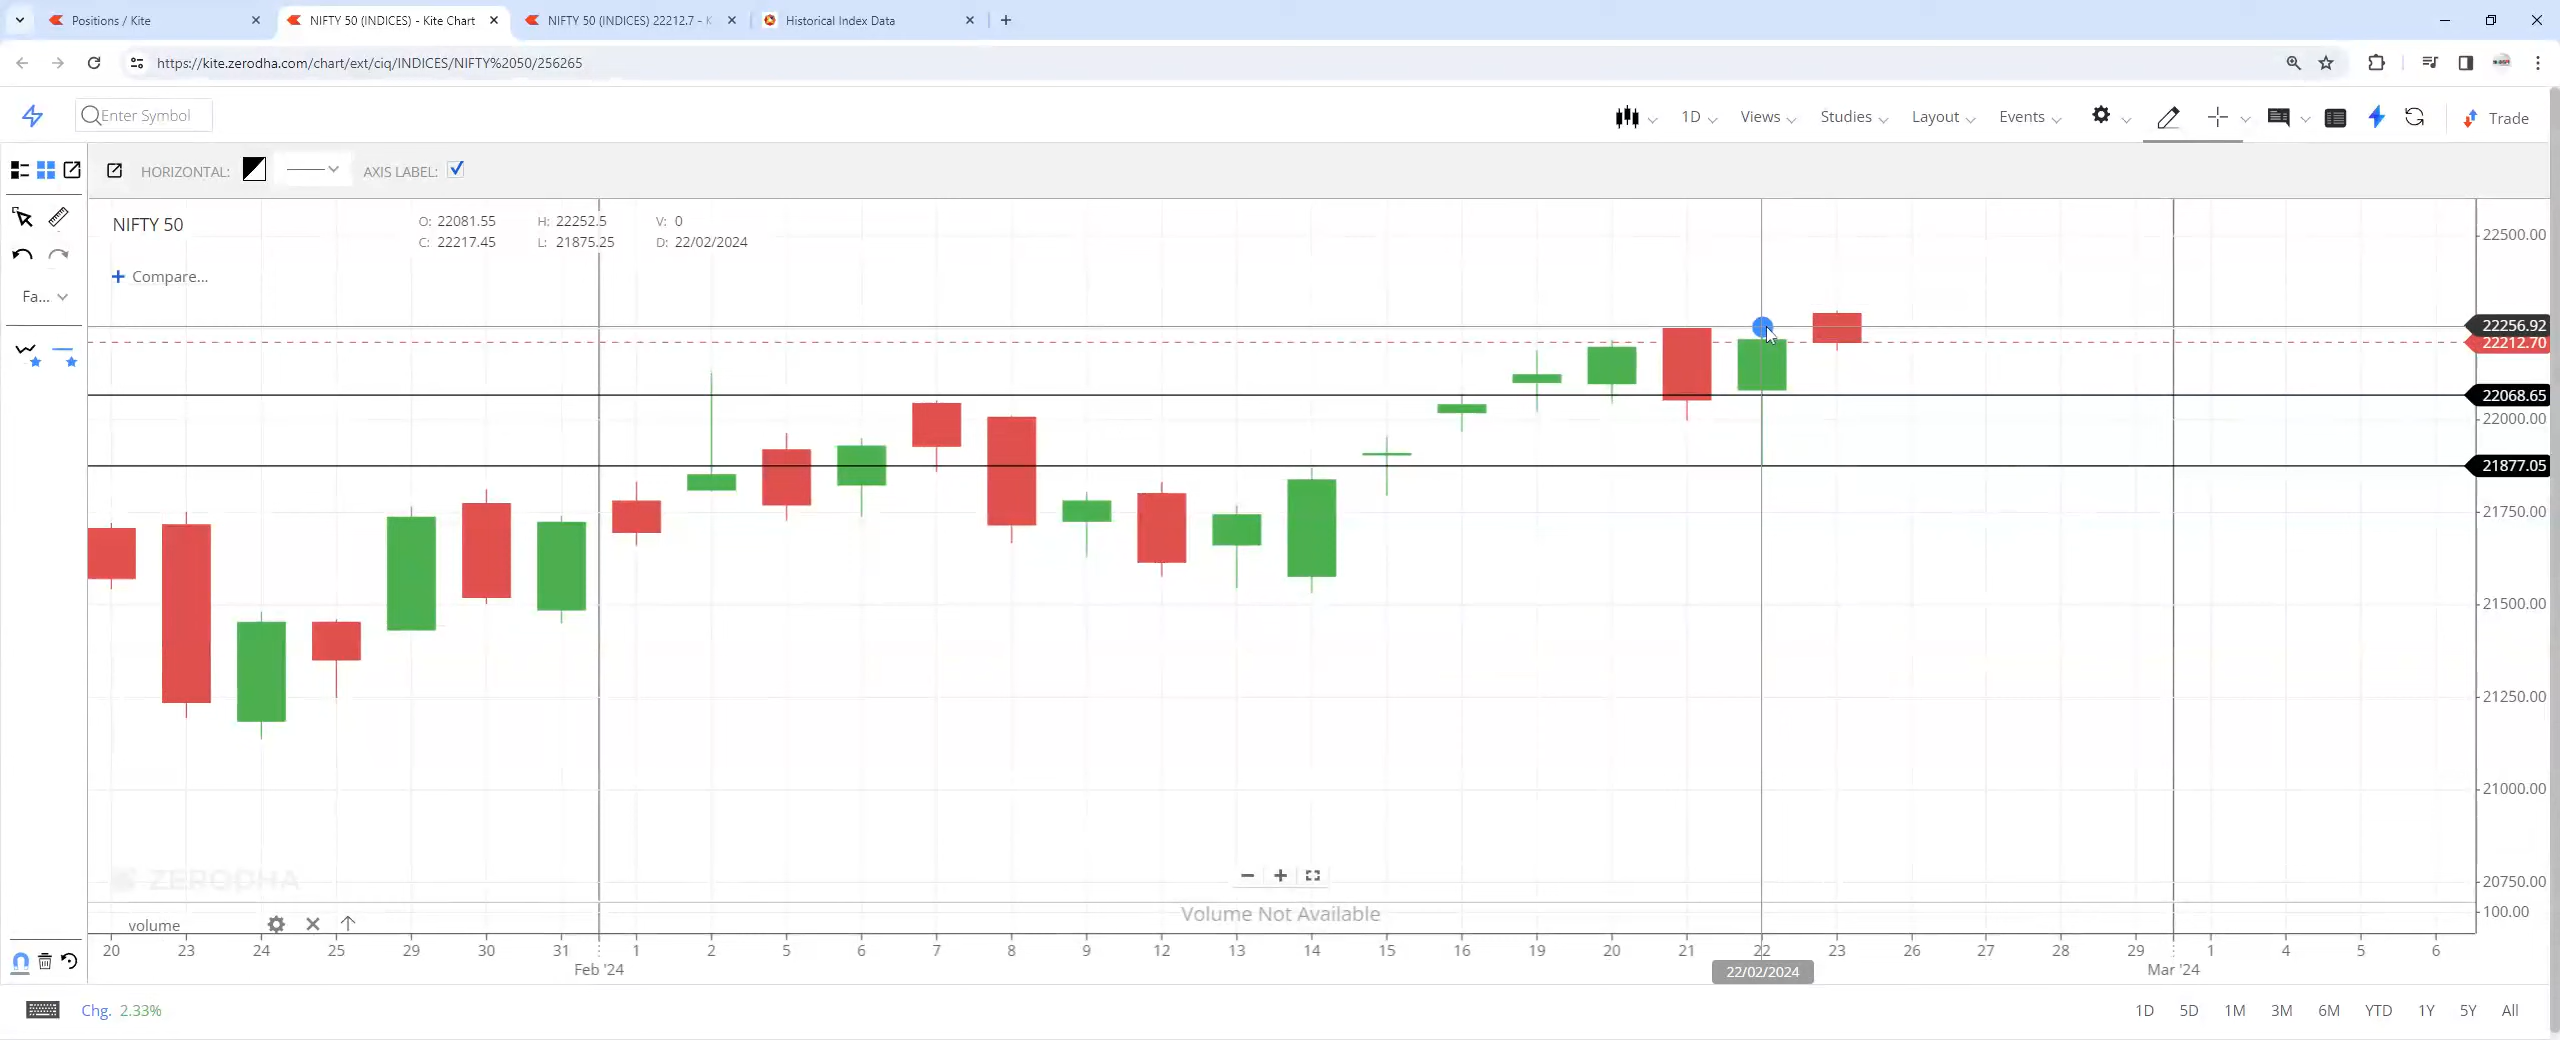 Positions / Kite
NIFTY 50 (INDICES) - Kite Chart
NIFTY 50 (INDICES) 22212.7 - K
Historical Index Data
https://kite.zerodha.com/chart/ext/ciq/INDICES/NIFTY%2050/256265
Enter Symbol
1D
Views
Studies
Layout
Events
Trade
HORIZONTAL:
AXIS LABEL:
NIFTY 50
O: 22081.55 H: 22252.5 V: 0
C: 22217.45 L: 21875.25 D: 22/02/2024
Compare...
Fa...
22500.00
22256.92
22212.70
22068.65
22000.00
21877.05
21750.00
21500.00
21250.00
21000.00
20750.00
100.00
ZERODHA
volume
Volume Not Available
20 23 24 25 29 30 31 1 2 5 6 7 8 9 12 13 14 15 16 19 20 21 22 23 26 27 28 29 1 4 5 6
Feb '24
22/02/2024
Mar '24
Chg. 2.33%
1D 5D 1M 3M 6M YTD 1Y 5Y All